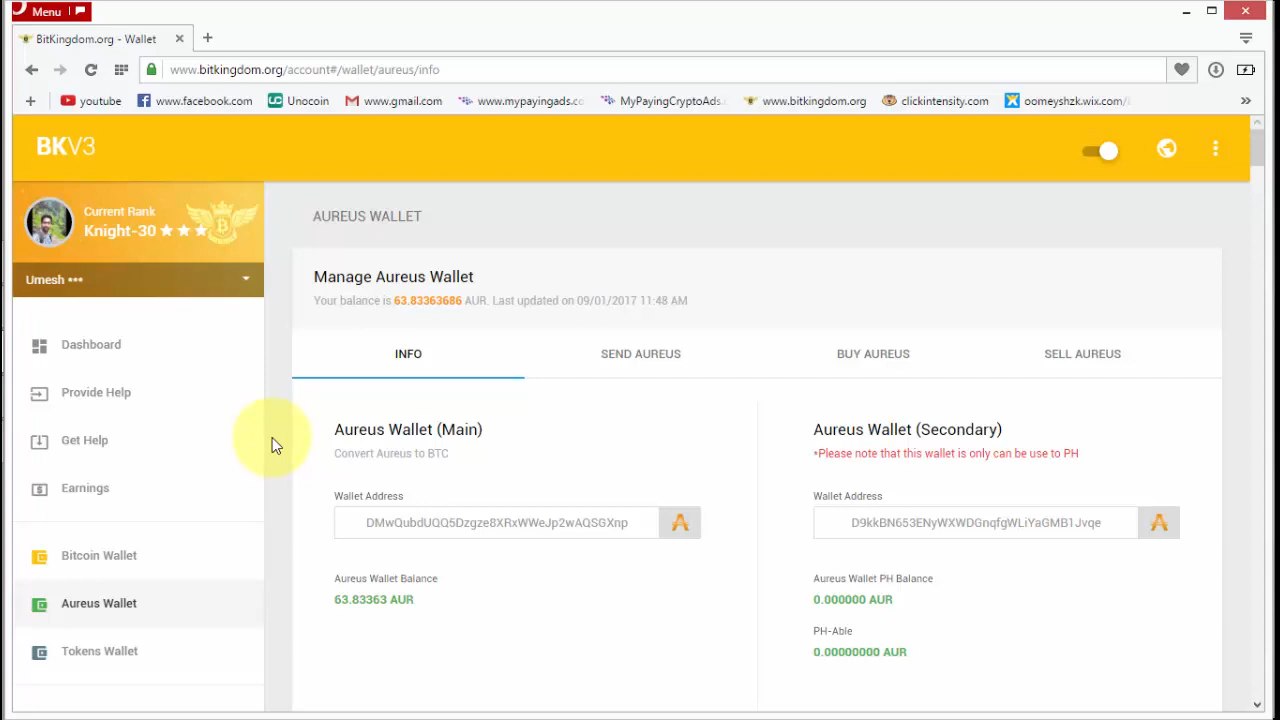 Menu
BitKingdom.org - Wallet
www.bitkingdom.org/account#/wallet/aureus/info
youtube
www.facebook.com
Unocoin
www.gmail.com
www.mypayingads.cc
MyPayingCryptoAds
www.bitkingdom.org
clickintensity.com
oomeyshzk.wix.com/i
BKV3
Current Rank
Knight-30
Umesh ***
Dashboard
Provide Help
Get Help
Earnings
Bitcoin Wallet
Aureus Wallet
Tokens Wallet
AUREUS WALLET
Manage Aureus Wallet
Your balance is 63.83363686 AUR. Last updated on 09/01/2017 11:48 AM
INFO
SEND AUREUS
BUY AUREUS
SELL AUREUS
Aureus Wallet (Main)
Convert Aureus to BTC
Wallet Address
DMwQubdUQQ5Dzgze8XRxWWeJp2wAQSGXnp
Aureus Wallet Balance
63.83363 AUR
Aureus Wallet (Secondary)
*Please note that this wallet is only can be use to PH
Wallet Address
D9kkBN653ENyWXWDGnqfgWLiYaGMB1Jvqe
Aureus Wallet PH Balance
0.000000 AUR
PH-Able
0.00000000 AUR